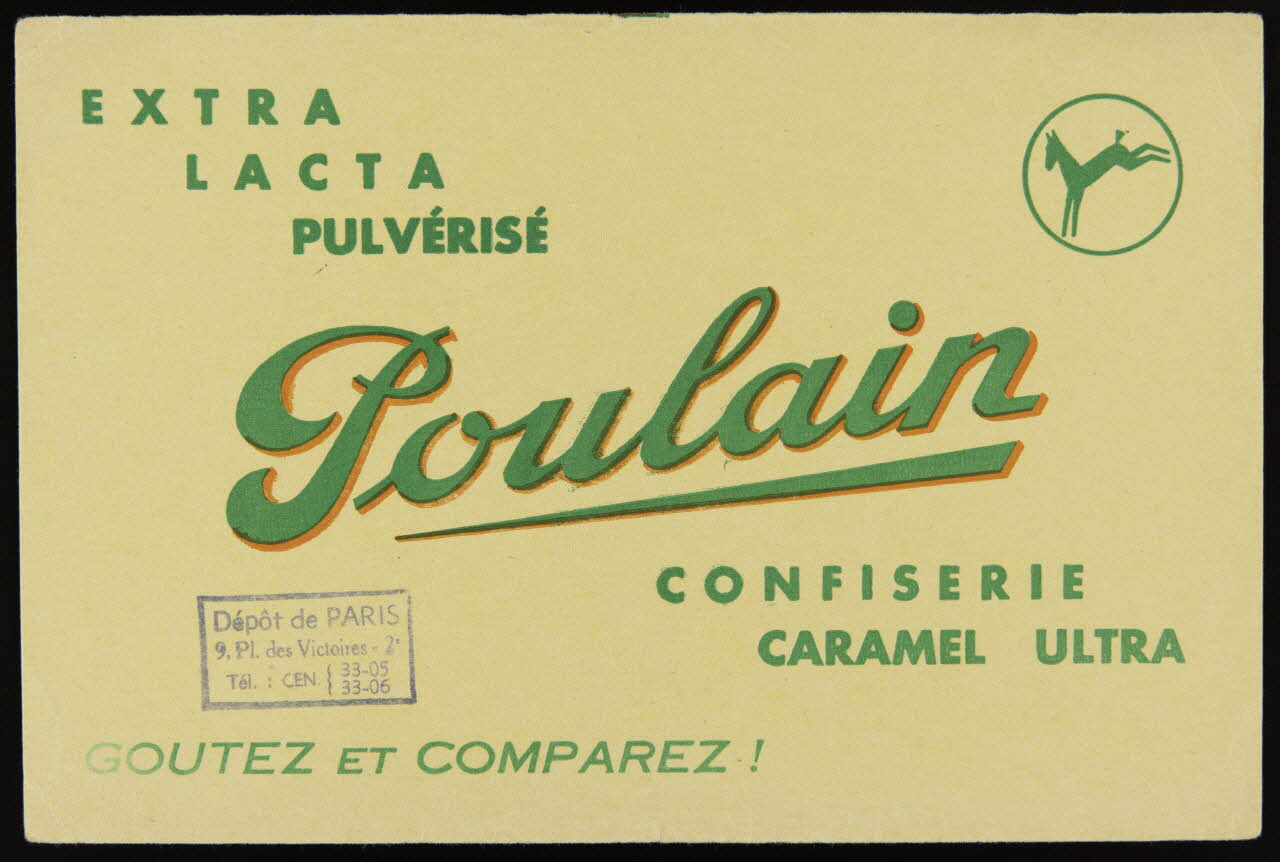 EXTRA
LACTA
PULVÉRISÉ
Poulain
CONFISERIE
CARAMEL ULTRA
Dépôt de PARIS
9, Pl. des Victoires - 2e
Tél. : CEN. { 33-05
33-06
GOUTEZ ET COMPAREZ !